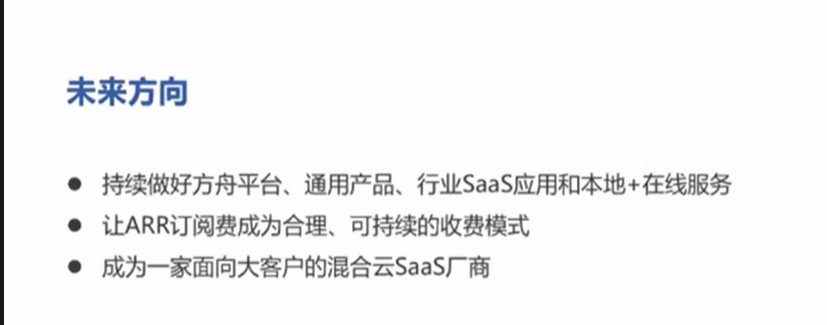 未来方向
● 持续做好方舟平台、通用产品、行业SaaS应用和本地+在线服务
● 让ARR订阅费成为合理、可持续的收费模式
● 成为一家面向大客户的混合云SaaS厂商